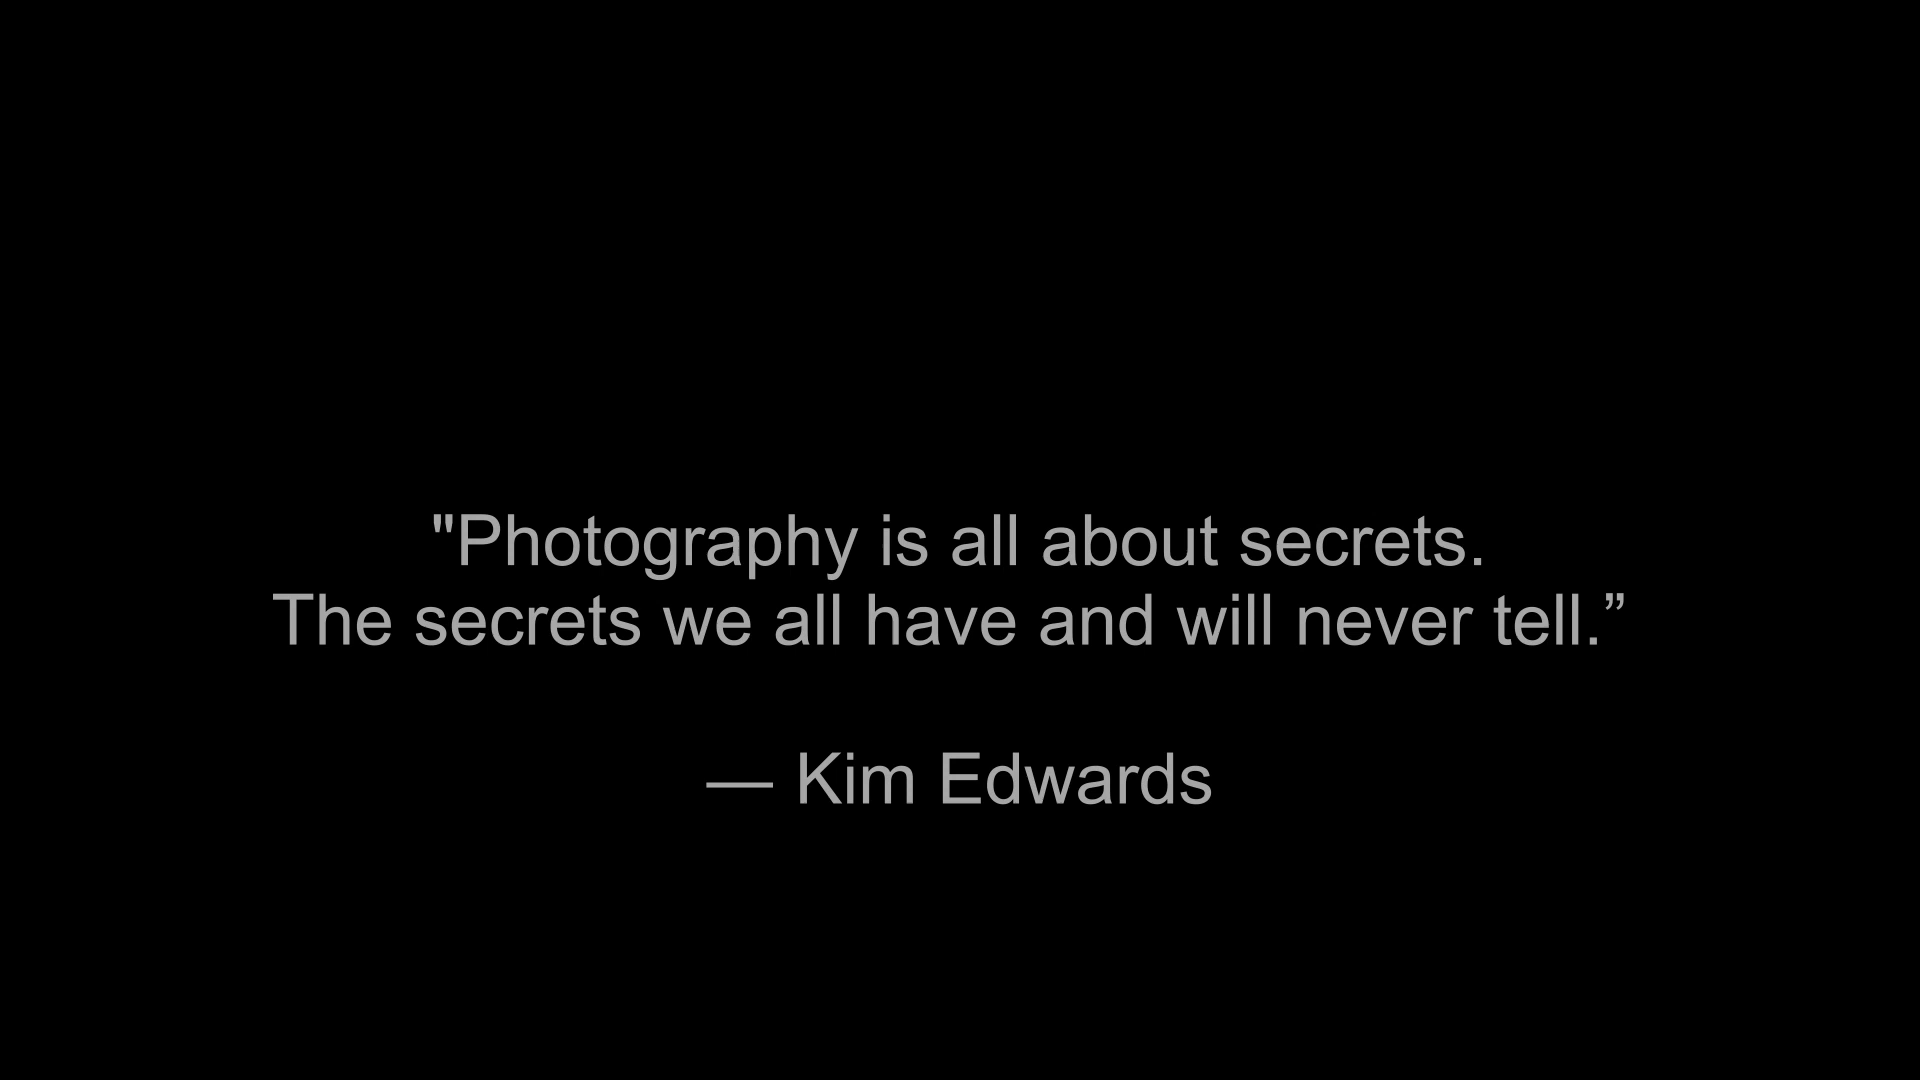 "Photography is all about secrets.
The secrets we all have and will never tell.”
— Kim Edwards